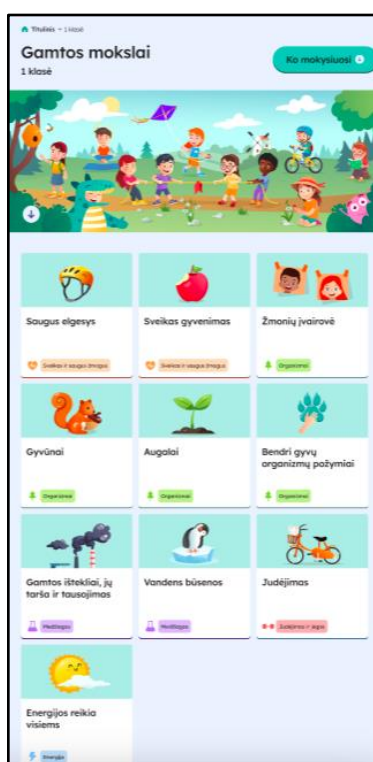 Titulinis – 1 klasė
Gamtos mokslai
1 klasė
Ko mokysiuosi
Saugus elgesys
Sveikas ir saugus žmogus
Sveikas gyvenimas
Sveikas ir saugus žmogus
Žmonių įvairovė
Organizmai
Gyvūnai
Organizmai
Augalai
Organizmai
Bendri gyvų
organizmų požymiai
Organizmai
Gamtos ištekliai, jų
tarša ir tausojimas
Medžiagos
Vandens būsenos
Medžiagos
Judėjimas
Judėjimas ir jėgos
Energijos reikia
visiems
Energija